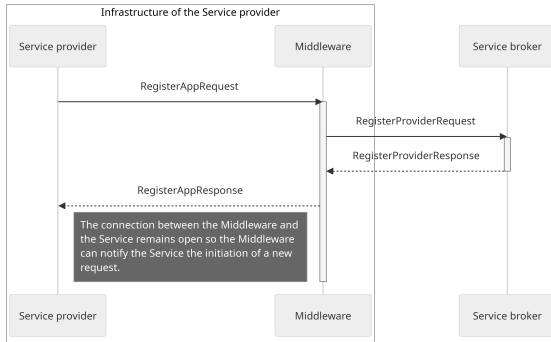 Infrastructure of the Service provider
Service provider
Middleware
Service broker
RegisterAppRequest
RegisterProviderRequest
RegisterProviderResponse
RegisterAppResponse
The connection between the Middleware and
the Service remains open so the Middleware
can notify the Service the initiation of a new
request.
Service provider
Middleware
Service broker